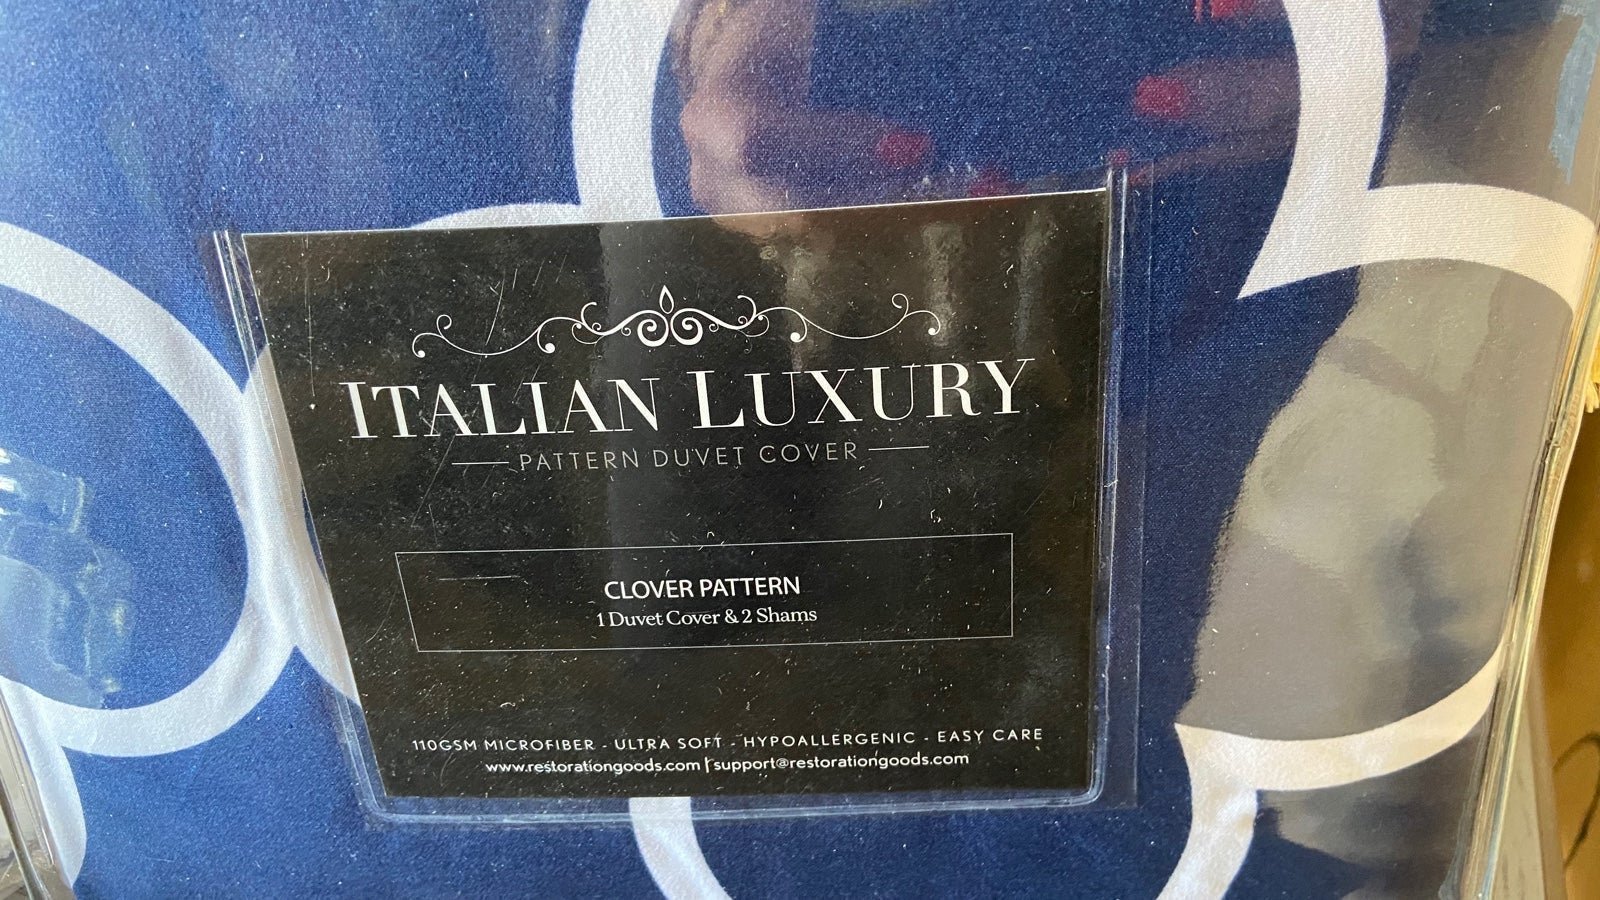 ITALIAN LUXURY
PATTERN DUVET COVER
CLOVER PATTERN
1 Duvet Cover & 2 Shams
110GSM MICROFIBER - ULTRA SOFT - HYPOALLERGENIC - EASY CARE
www.restorationgoods.com | support@restorationgoods.com